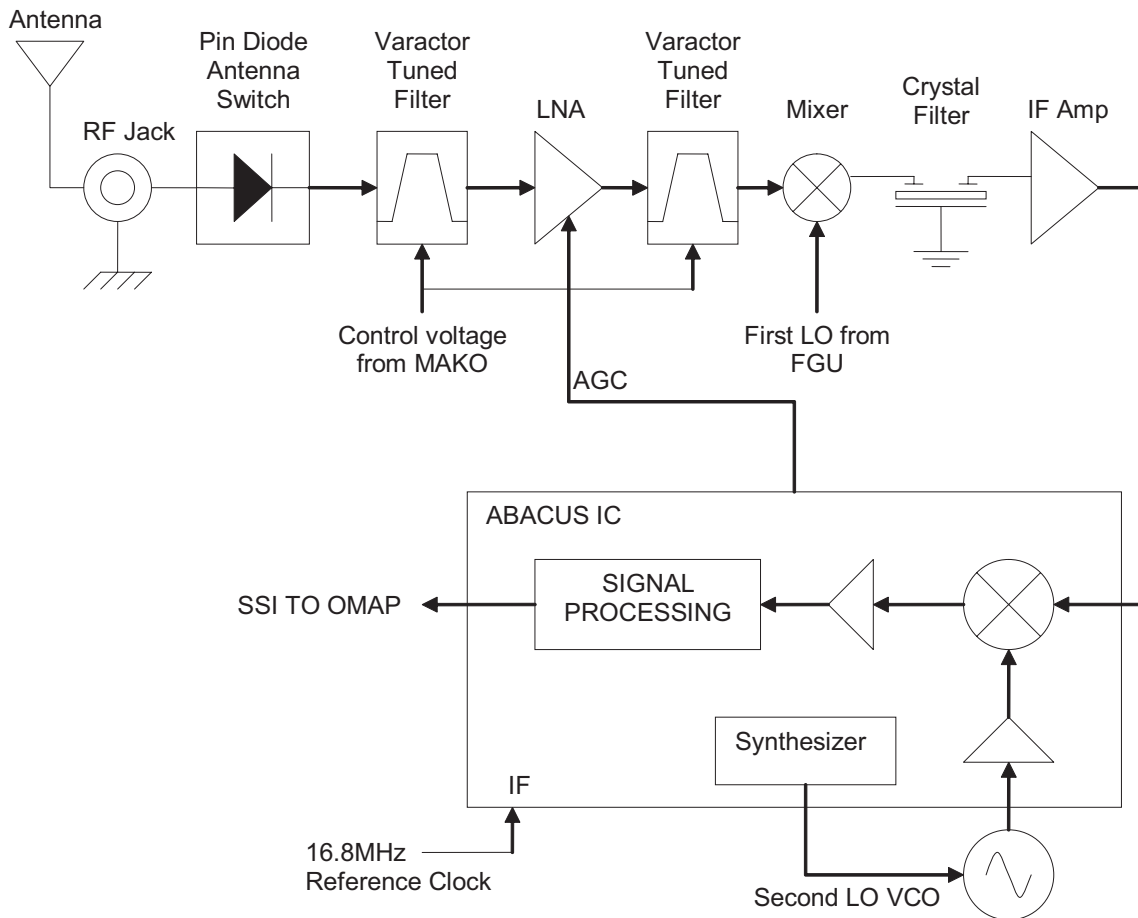 Antenna
RF Jack
Pin Diode
Antenna
Switch
Varactor
Tuned
Filter
LNA
Varactor
Tuned
Filter
Mixer
Crystal
Filter
IF Amp
Control voltage
from MAKO
First LO from
FGU
AGC
ABACUS IC
SSI TO OMAP
SIGNAL
PROCESSING
Synthesizer
IF
16.8MHz
Reference Clock
Second LO VCO